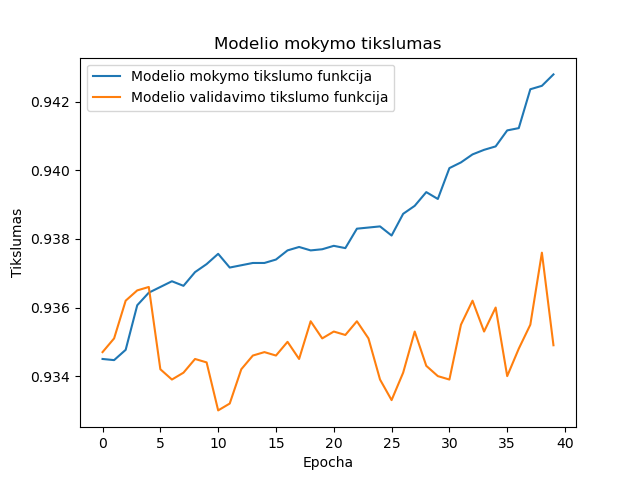 Modelio mokymo tikslumas
Modelio mokymo tikslumo funkcija
Modelio validavimo tikslumo funkcija
0.942
0.940
0.938
0.936
0.934
Tikslumas
0 5 10 15 20 25 30 35 40
Epocha